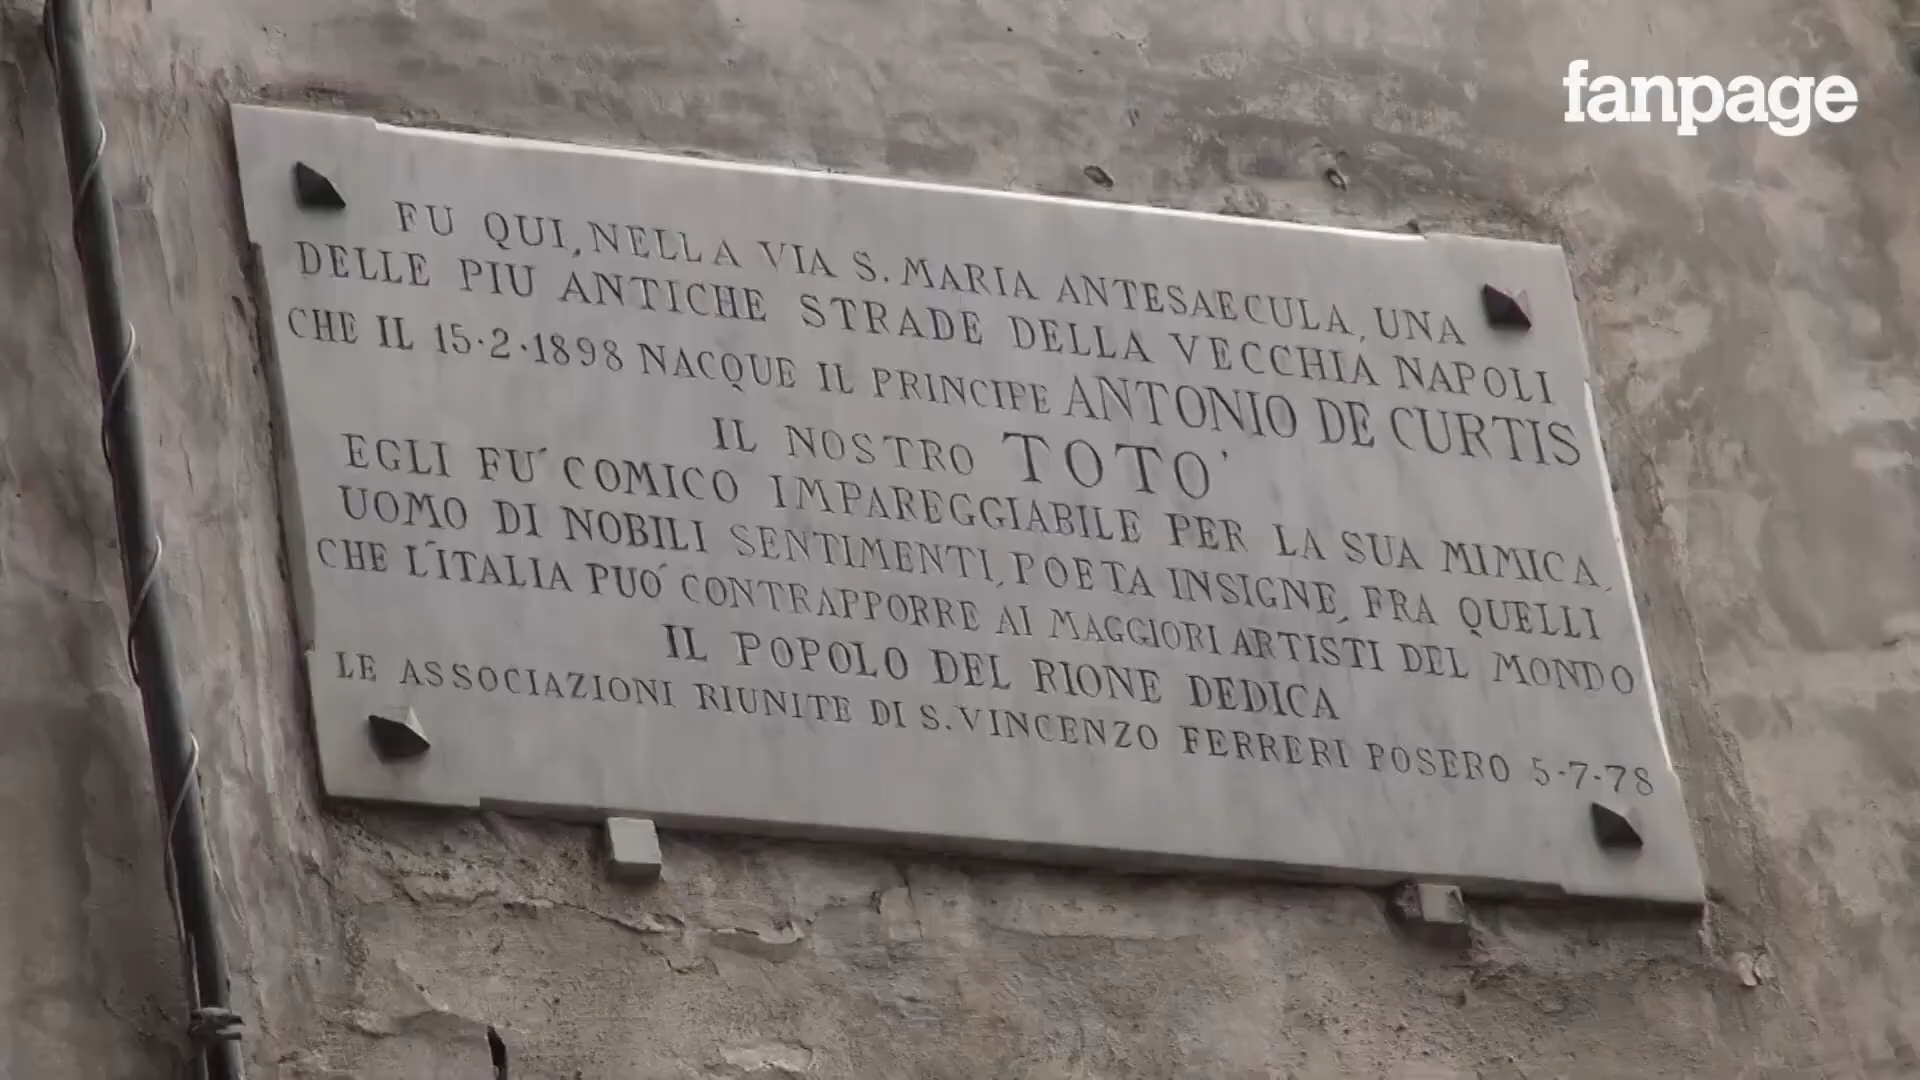 fanpage
FU QUI, NELLA VIA S. MARIA ANTESAECULA, UNA
DELLE PIU ANTICHE STRADE DELLA VECCHIA NAPOLI
CHE IL 15·2·1898 NACQUE IL PRINCIPE ANTONIO DE CURTIS
IL NOSTRO TOTO'
EGLI FU' COMICO IMPAREGGIABILE PER LA SUA MIMICA,
UOMO DI NOBILI SENTIMENTI, POETA INSIGNE, FRA QUELLI
CHE L'ITALIA PUO' CONTRAPPORRE AI MAGGIORI ARTISTI DEL MONDO
IL POPOLO DEL RIONE DEDICA
LE ASSOCIAZIONI RIUNITE DI S. VINCENZO FERRERI POSERO 5·7·78